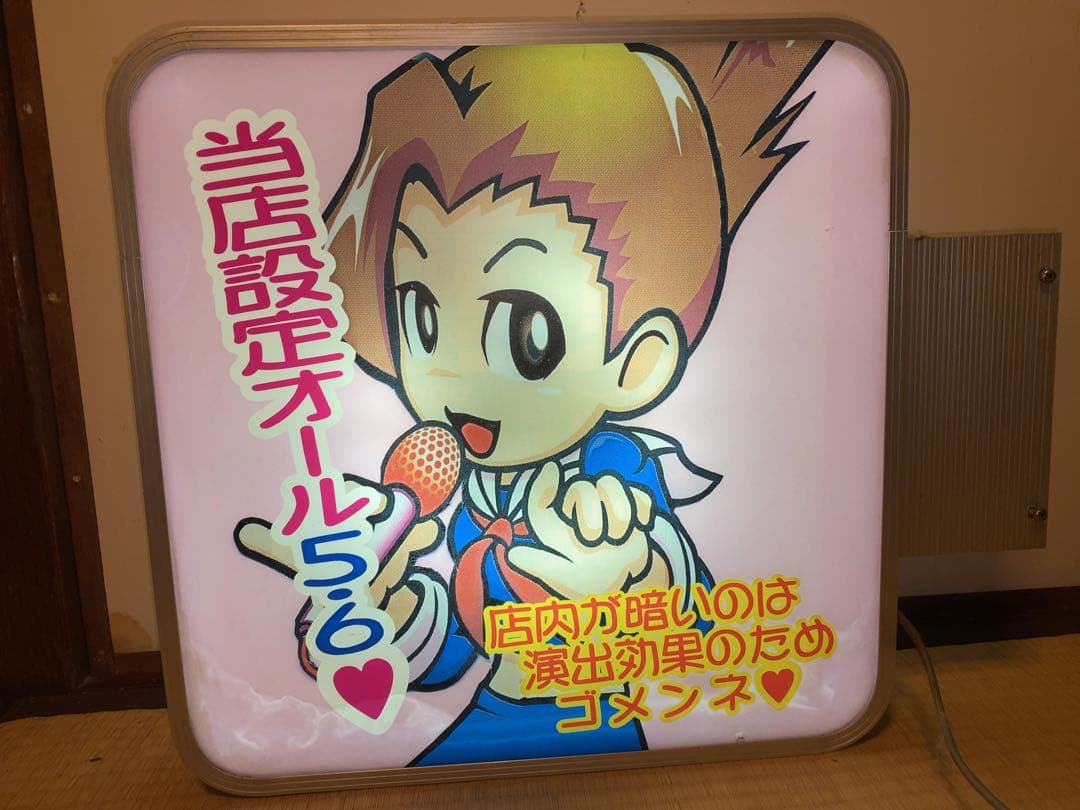 当店設定オール5.6♥
店内が暗いのは
演出効果のため
ゴメンネ♥